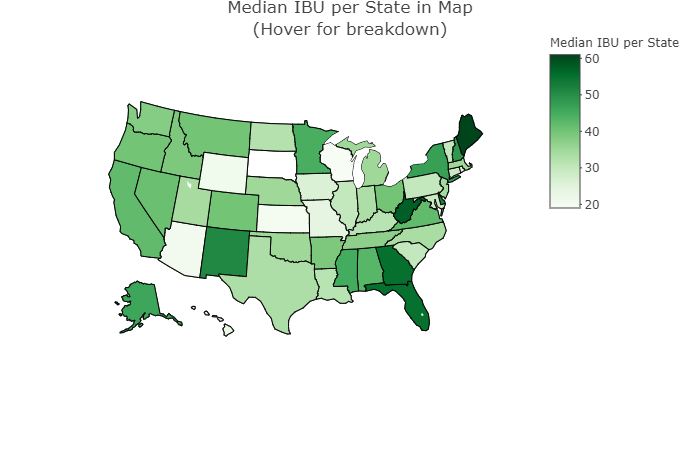 Median IBU per State in Map
(Hover for breakdown)
Median IBU per State
60
50
40
30
20